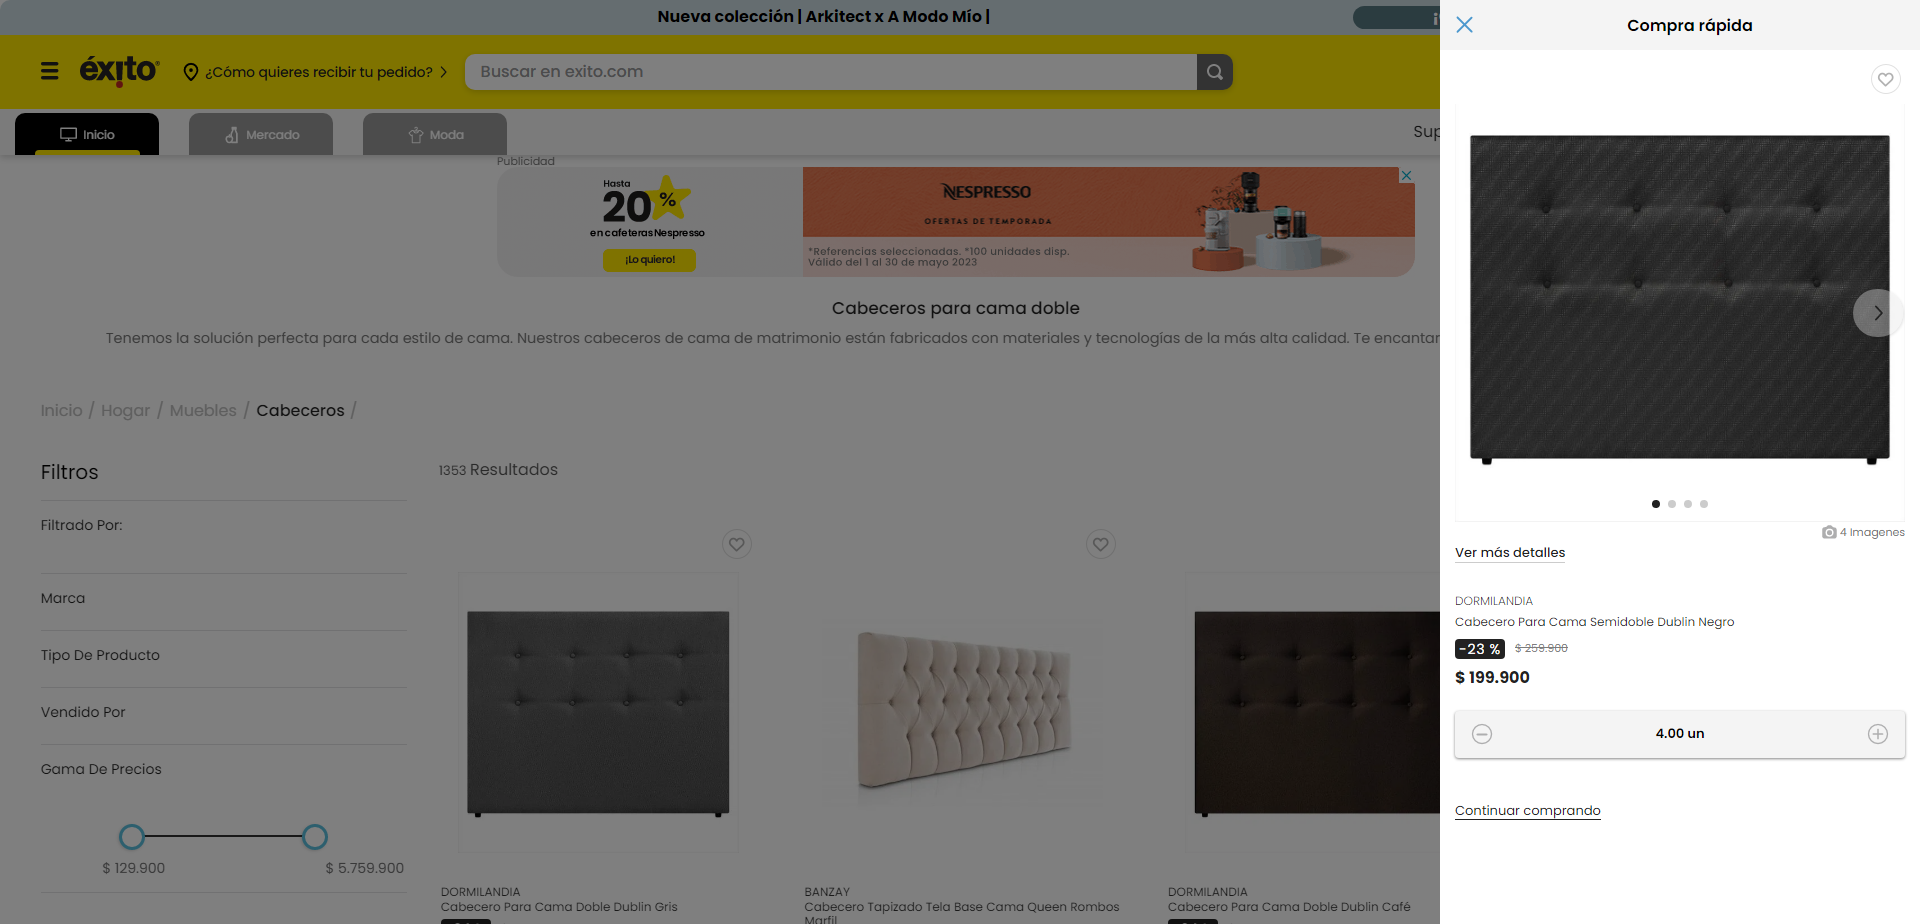 Nueva colección | Arkitect x A Modo Mío |
Compra rápida
éxito
¿Cómo quieres recibir tu pedido?
Buscar en exito.com
Inicio
Mercado
Moda
Publicidad
Hasta
20 %
en cafeteras Nespresso
¡Lo quiero!
NESPRESSO
OFERTAS DE TEMPORADA
*Referencias seleccionadas. *100 unidades disp.
Válido del 1 al 30 de mayo 2023
Cabeceros para cama doble
Tenemos la solución perfecta para cada estilo de cama. Nuestros cabeceros de cama de matrimonio están fabricados con materiales y tecnologías de la más alta calidad. Te encantar
Inicio / Hogar / Muebles / Cabeceros /
Filtros
1353 Resultados
Filtrado Por:
Marca
Tipo De Producto
Vendido Por
Gama De Precios
$ 129.900
$ 5.759.900
DORMILANDIA
Cabecero Para Cama Doble Dublin Gris
BANZAY
Cabecero Tapizado Tela Base Cama Queen Rombos
Marfil
DORMILANDIA
Cabecero Para Cama Doble Dublin Café
4 Imagenes
Ver más detalles
DORMILANDIA
Cabecero Para Cama Semidoble Dublin Negro
-23 % $ 259.900
$ 199.900
4.00 un
Continuar comprando